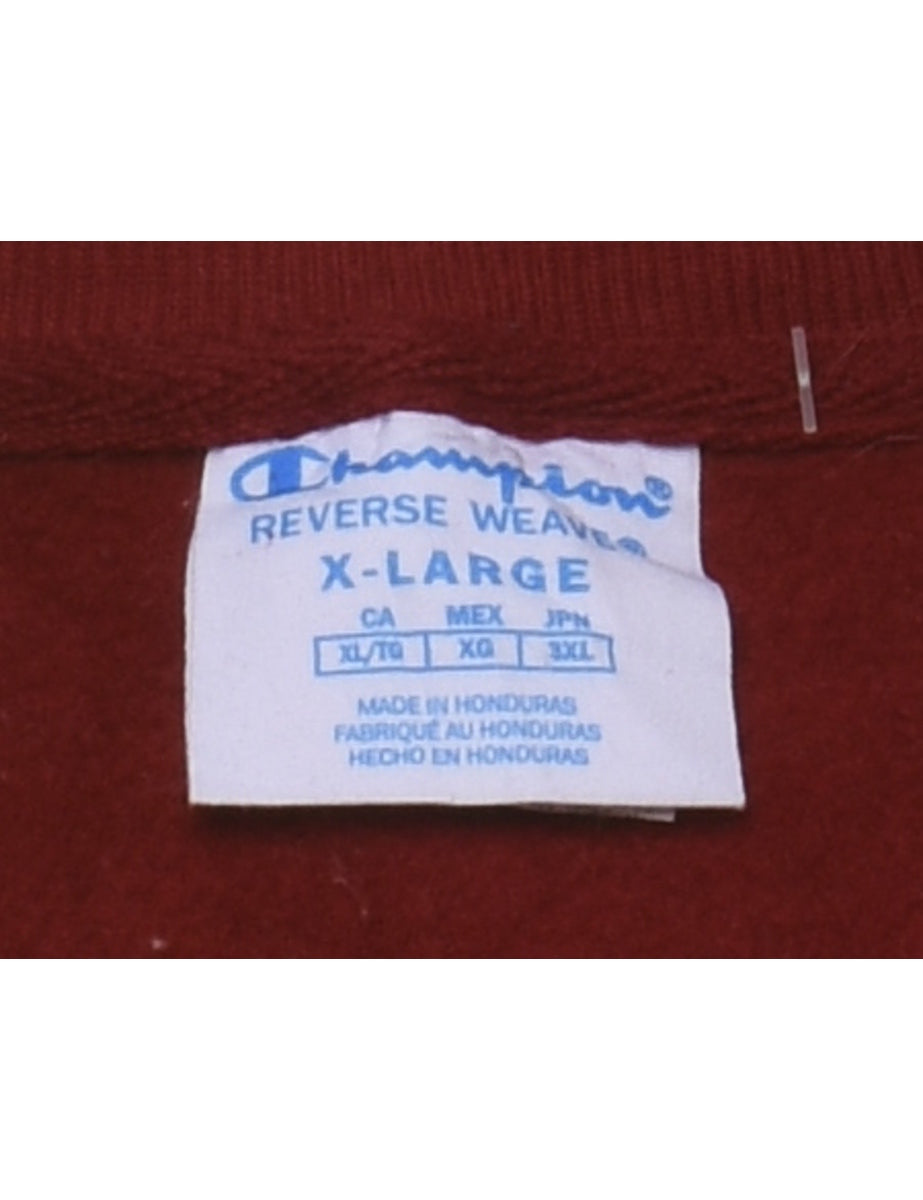 Champion®
REVERSE WEAVE®
X-LARGE
CA MEX JPN
XL/TG XG 3XL
MADE IN HONDURAS
FABRIQUÉ AU HONDURAS
HECHO EN HONDURAS